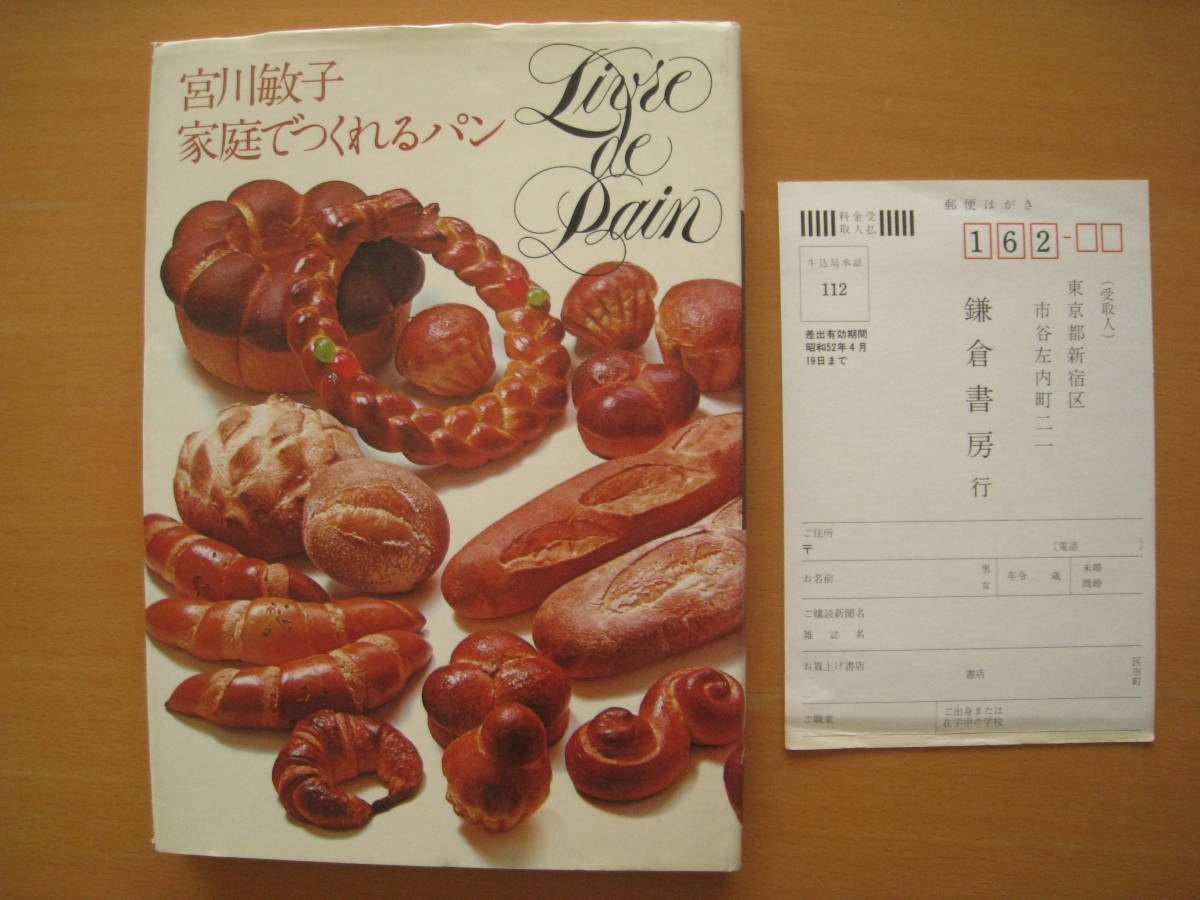 宮川敏子
家庭でつくれるパン
Livre
de
Pain
郵便はがき
料金受
取人払
162-
牛込局承認
112
差出有効期間
昭和52年4月
19日まで
(受取人)
東京都新宿区
市谷左内町二一
鎌倉書房行
ご住所
〒
〔電話 〕
お名前
男
女
年令 歳
未婚
既婚
ご購読新聞名
雑誌名
お買上げ書店
書店
区市町
ご職業
ご出身または
在学中の学校